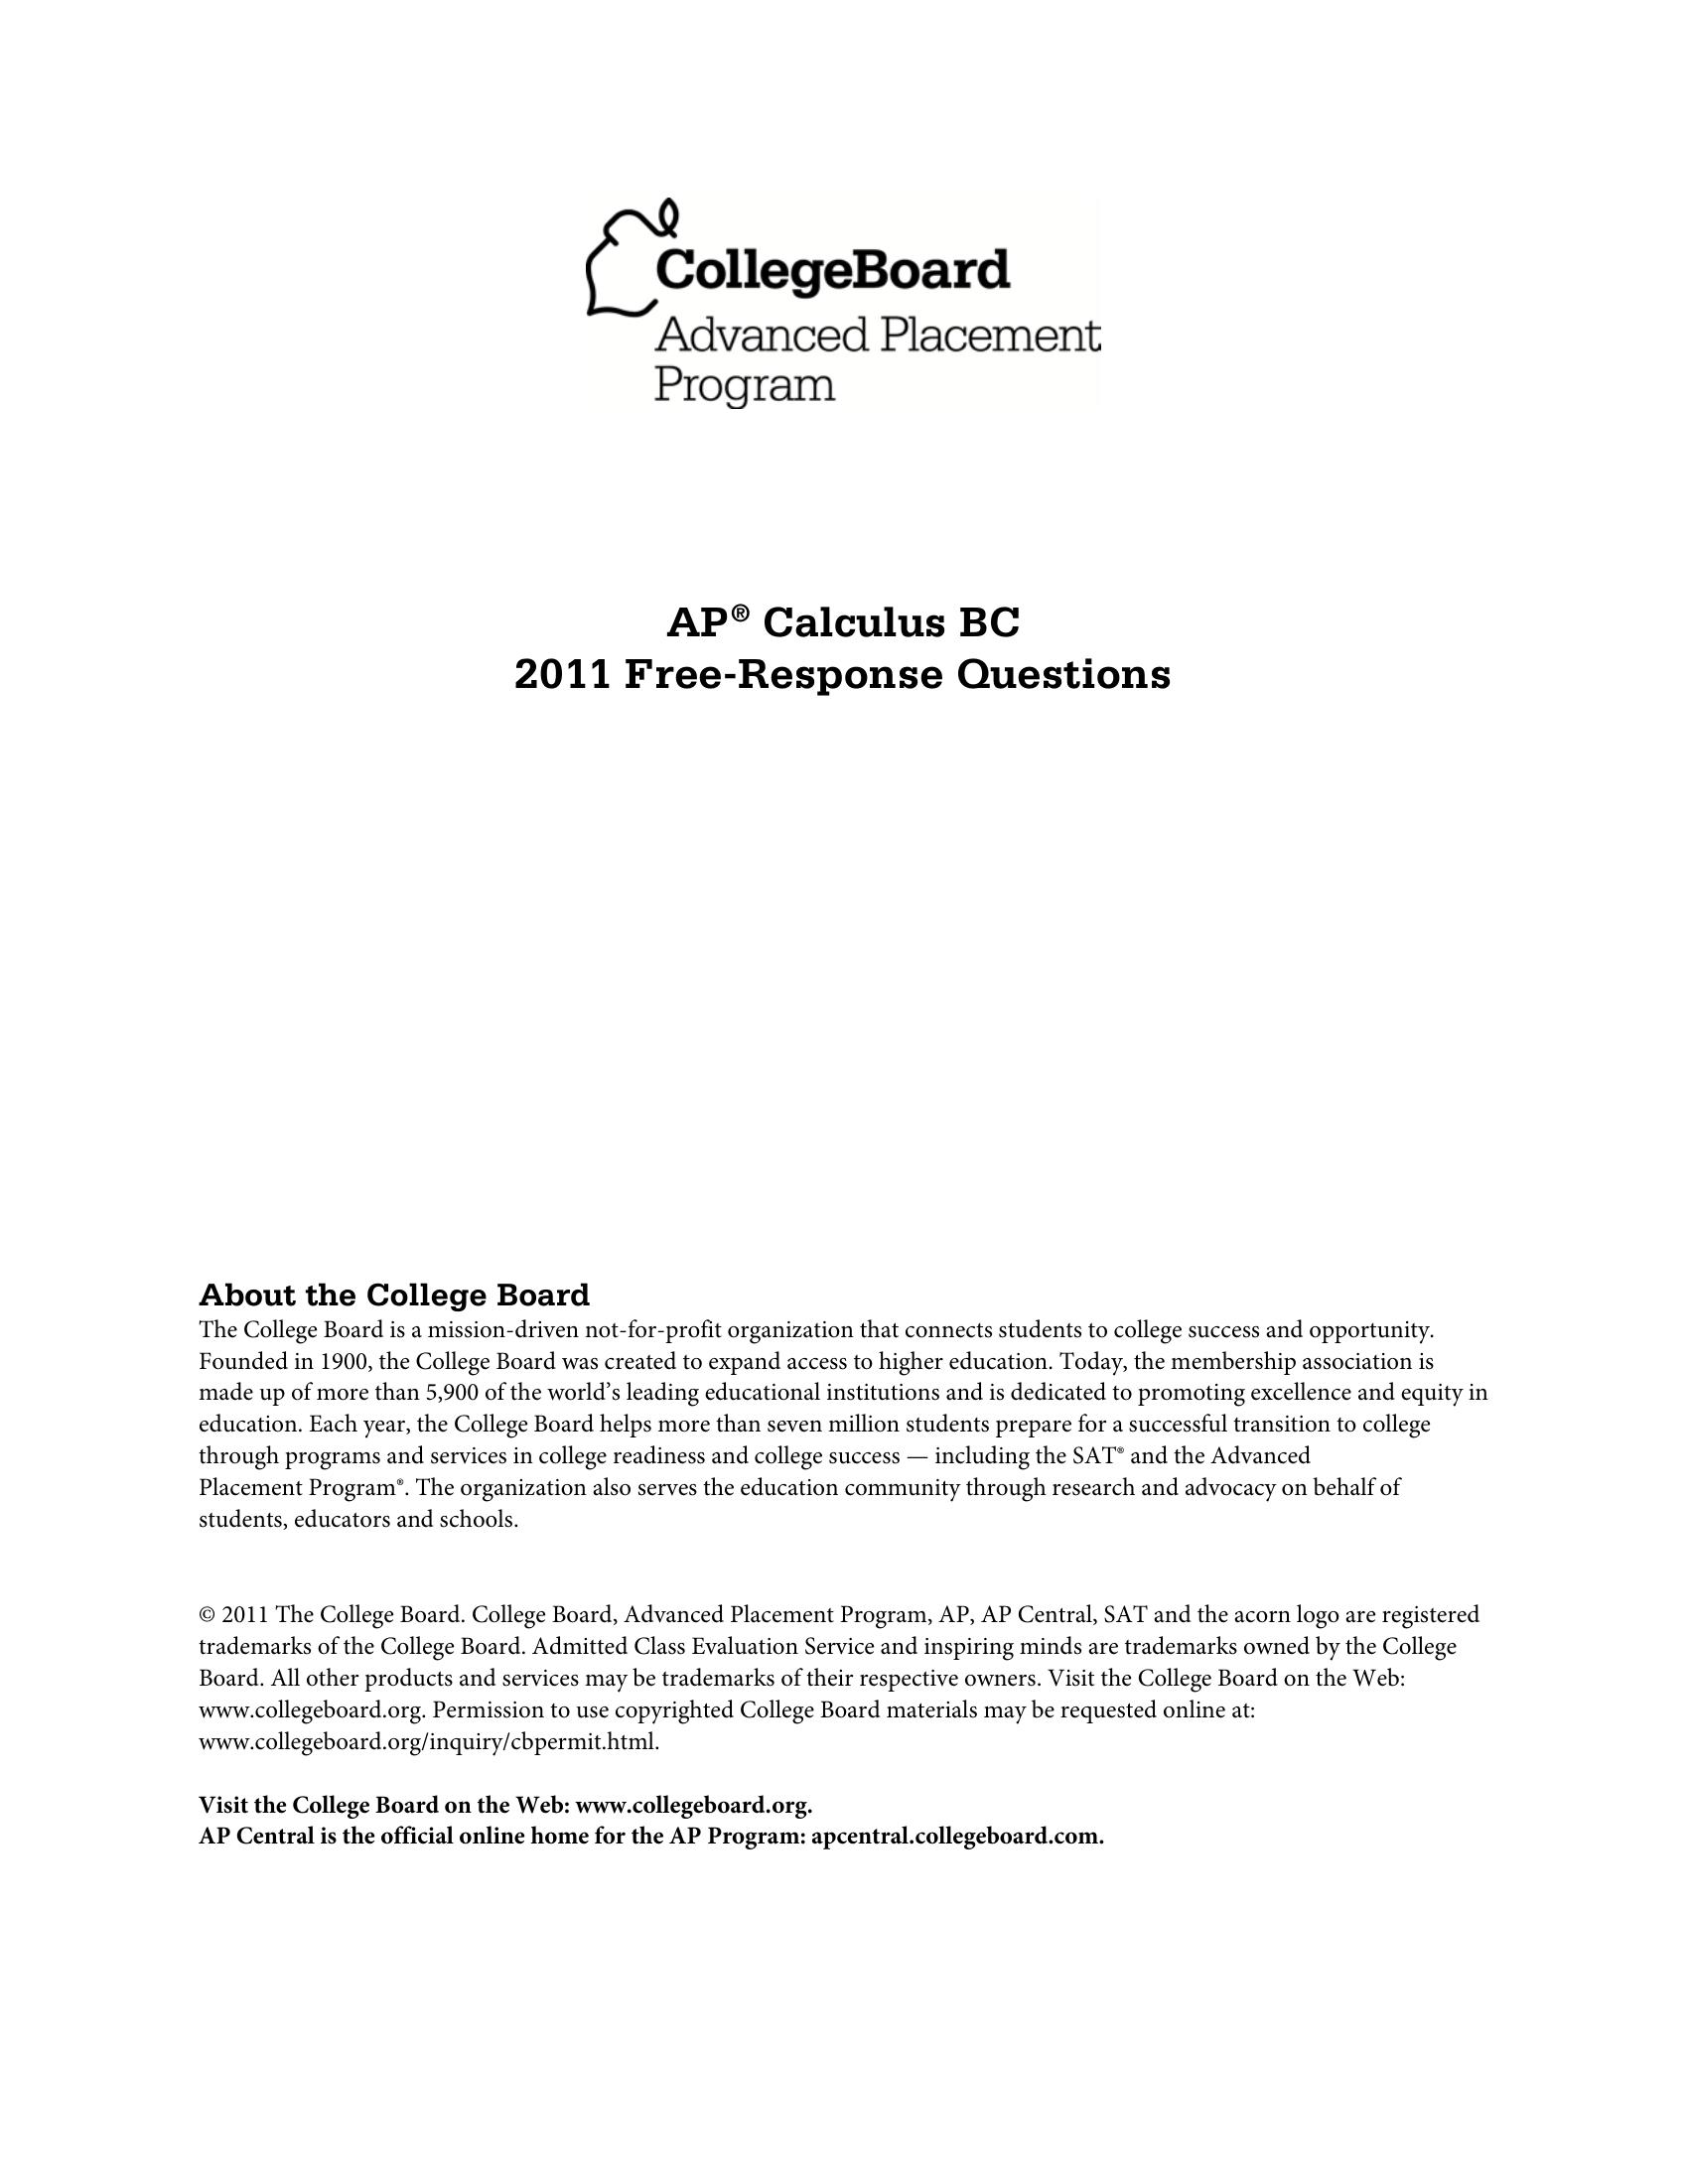 CollegeBoard
Advanced Placement
Program
AP® Calculus BC
2011 Free-Response Questions
About the College Board
The College Board is a mission-driven not-for-profit organization that connects students to college success and opportunity.
Founded in 1900, the College Board was created to expand access to higher education. Today, the membership association is
made up of more than 5,900 of the world’s leading educational institutions and is dedicated to promoting excellence and equity in
education. Each year, the College Board helps more than seven million students prepare for a successful transition to college
through programs and services in college readiness and college success — including the SAT® and the Advanced
Placement Program®. The organization also serves the education community through research and advocacy on behalf of
students, educators and schools.
© 2011 The College Board. College Board, Advanced Placement Program, AP, AP Central, SAT and the acorn logo are registered
trademarks of the College Board. Admitted Class Evaluation Service and inspiring minds are trademarks owned by the College
Board. All other products and services may be trademarks of their respective owners. Visit the College Board on the Web:
www.collegeboard.org. Permission to use copyrighted College Board materials may be requested online at:
www.collegeboard.org/inquiry/cbpermit.html.
Visit the College Board on the Web: www.collegeboard.org.
AP Central is the official online home for the AP Program: apcentral.collegeboard.com.